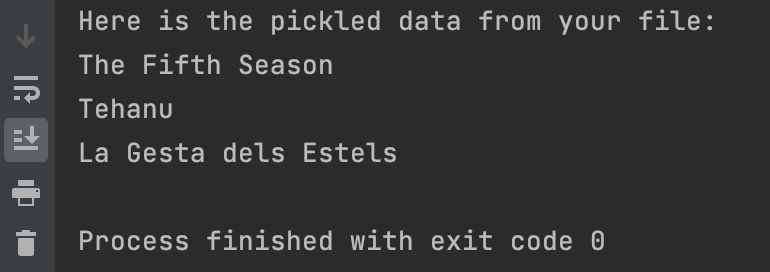 Here is the pickled data from your file:
The Fifth Season
Tehanu
La Gesta dels Estels
Process finished with exit code 0